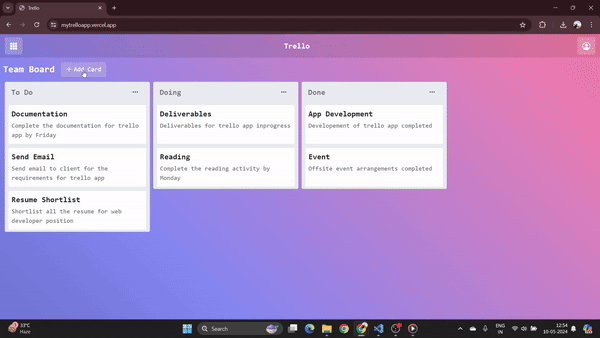 Trello
mytrelloapp.vercel.app
Trello
Team Board
+ Add Card
To Do
Documentation
Complete the documentation for trello
app by Friday
Send Email
Send email to client for the
requirements for trello app
Resume Shortlist
Shortlist all the resume for web
developer position
Doing
Deliverables
Deliverables for trello app inprogress
Reading
Complete the reading activity by
Monday
Done
App Development
Developement of trello app completed
Event
Offsite event arrangements completed
33°C
Haze
Search
ENG
IN
12:54
10-05-2024